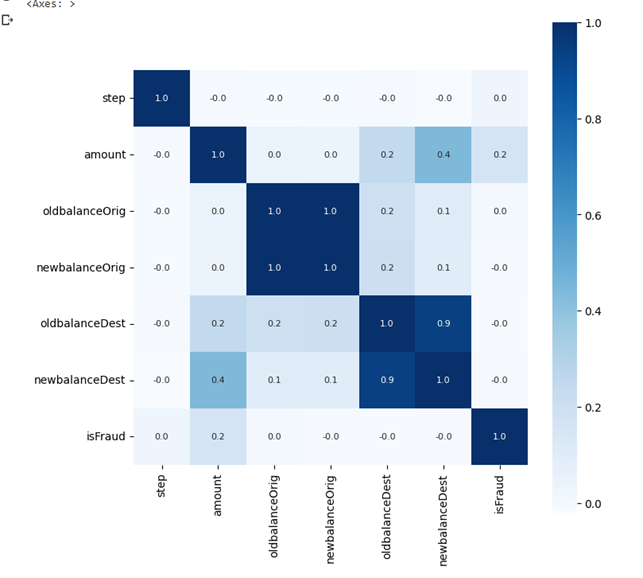 <Axes: >
1.0
step 1.0 -0.0 -0.0 -0.0 -0.0 -0.0 0.0
0.8
amount -0.0 1.0 0.0 0.0 0.2 0.4 0.2
oldbalanceOrig -0.0 0.0 1.0 1.0 0.2 0.1 0.0
0.6
newbalanceOrig -0.0 0.0 1.0 1.0 0.2 0.1 -0.0
0.4
oldbalanceDest -0.0 0.2 0.2 0.2 1.0 0.9 -0.0
newbalanceDest -0.0 0.4 0.1 0.1 0.9 1.0 -0.0
0.2
isFraud 0.0 0.2 0.0 -0.0 -0.0 -0.0 1.0
0.0
step
amount
oldbalanceOrig
newbalanceOrig
oldbalanceDest
newbalanceDest
isFraud